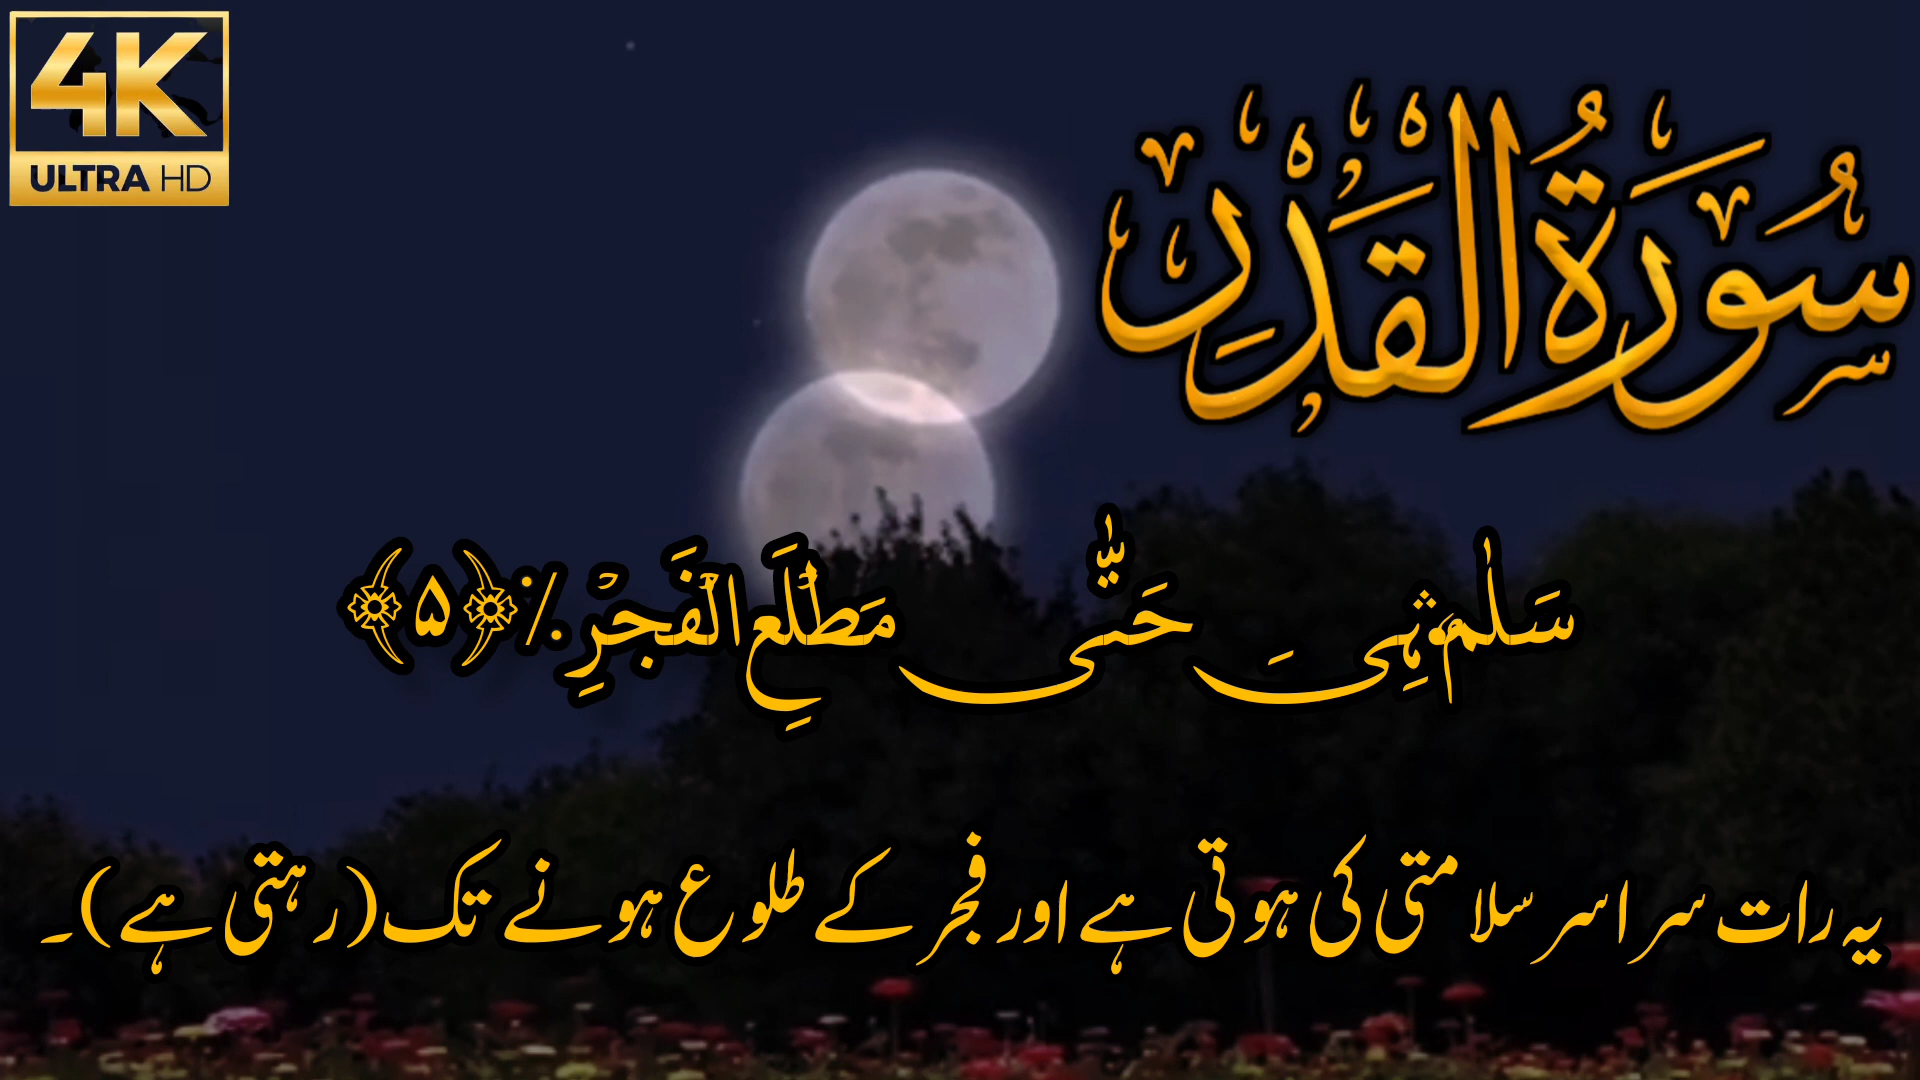 4K
ULTRA HD
سُورَةُ الْقَدْرِ
سَلٰمٌ ۛ ہِیَ حَتّٰی مَطۡلَعِ الۡفَجۡرِ ٪﴿۵﴾
یہ رات سراسر سلامتی کی ہوتی ہے اور فجر کے طلوع ہونے تک (رہتی ہے)۔